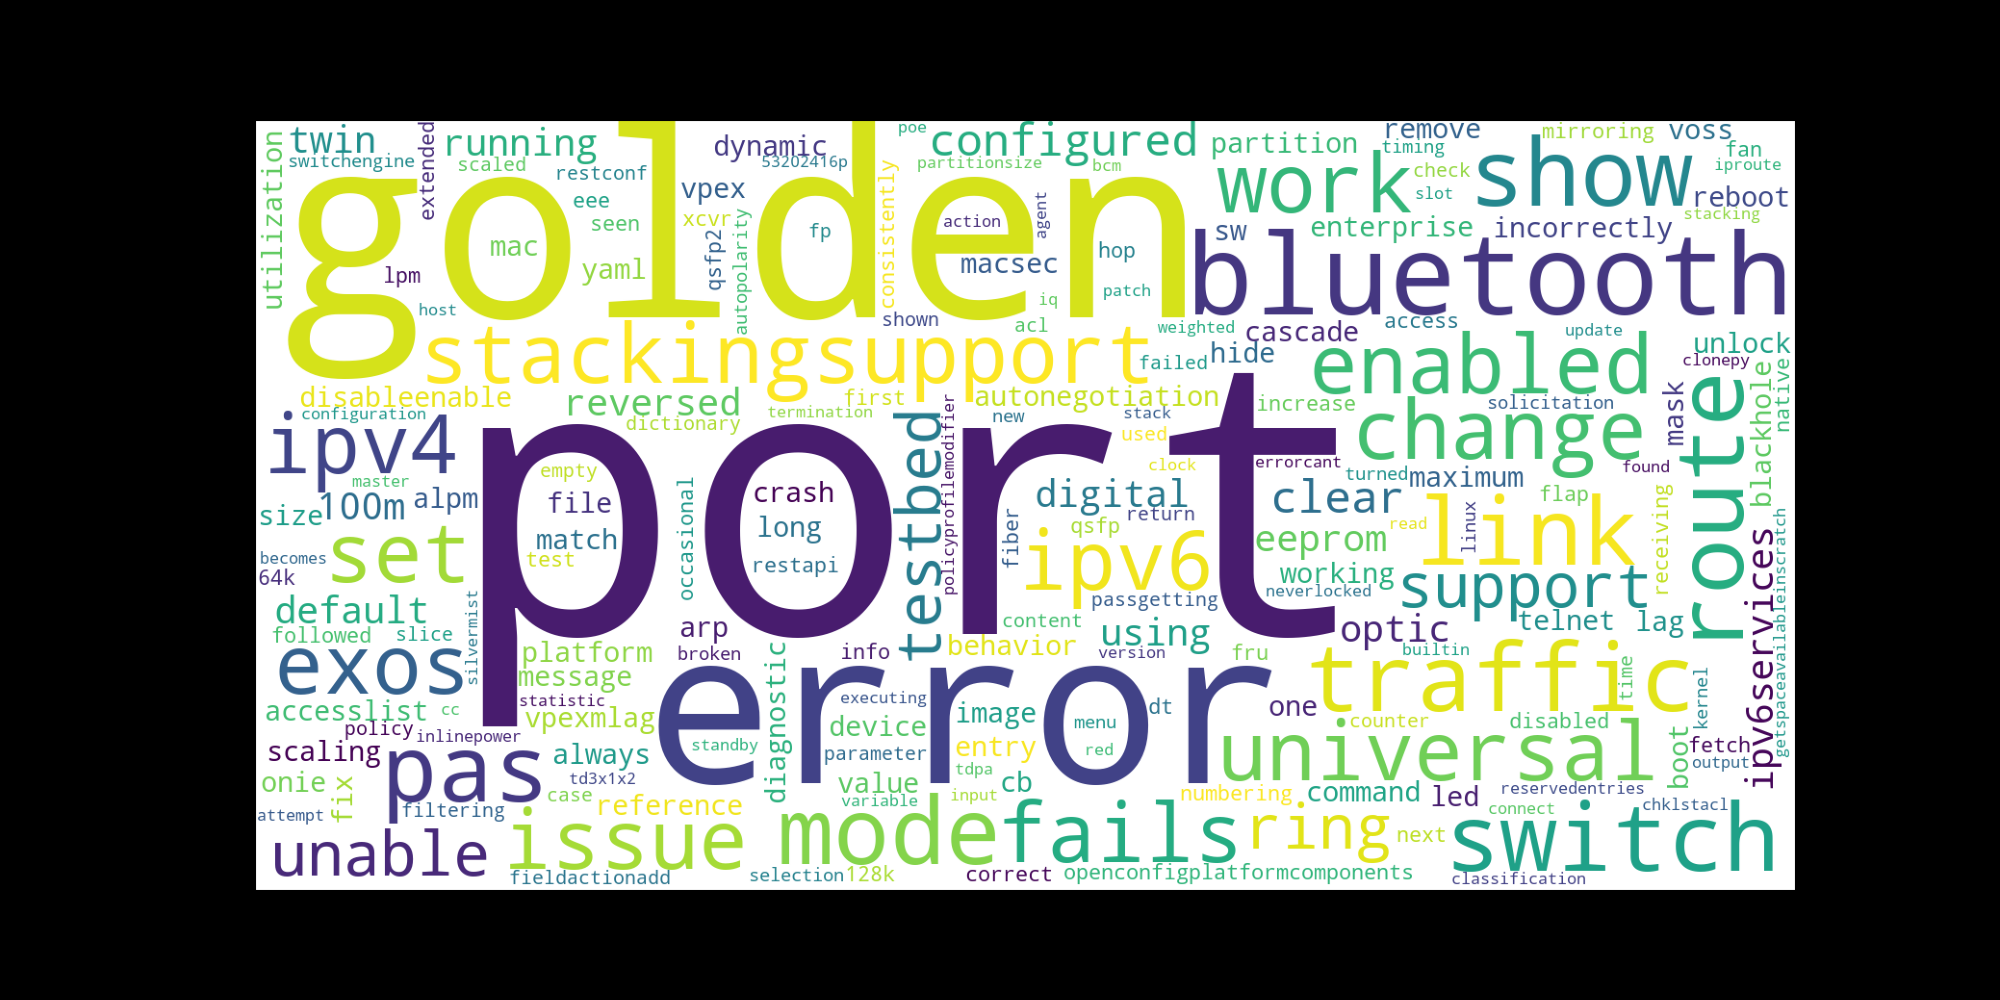 golden
port
error
bluetooth
stackingsupport
show
work
configured
running
twin
switchengine
utilization
extended
scaled
restconf
eee
seen
mac
yaml
lpm
host
dynamic
vpex
xcvr
qsfp2
autopolarity
53202416p
fp
poe
partitionsize
bcm
consistently
action
agent
macsec
hop
patch
iq
acl
shown
weighted
failed
partition
remove
timing
check
slot
mirroring
voss
fan
iproute
reboot
stacking
enterprise
incorrectly
sw
cascade
hide
access
update
unlock
clonepy
enabled
change
route
mask
blackhole
native
disableenable
configuration
reversed
dictionary
termination
first
autonegotiation
increase
solicitation
ipv4
master
100m
alpm
size
becomes
64k
set
default
followed
slice
silvermist
exos
accesslist
cc
policy
inlinepower
scaling
onie
fix
attempt
pas
filtering
unable
empty
file
match
test
occasional
crash
long
restapi
testbed
policyprofilemodifier
new
stack
used
clock
errorcant
turned
maximum
found
flap
digital
qsfp
return
fiber
ipv6
clear
read
link
linux
receiving
eeprom
working
neverlocked
support
passgetting
content
using
behavior
version
fru
optic
telnet
lag
builtin
ipv6services
getspaceavailableinscratch
traffic
time
kernel
platform
message
statistic
vpexmlag
always
td3x1x2
case
reference
arp
broken
diagnostic
standby
info
executing
device
parameter
value
variable
image
entry
tdpa
input
cb
menu
red
dt
one
counter
disabled
universal
boot
fetch
output
numbering
command
led
reservedentries
connect
chklstacl
issue
mode
fails
ring
next
switch
fieldactionadd
selection
128k
correct
openconfigplatformcomponents
classification